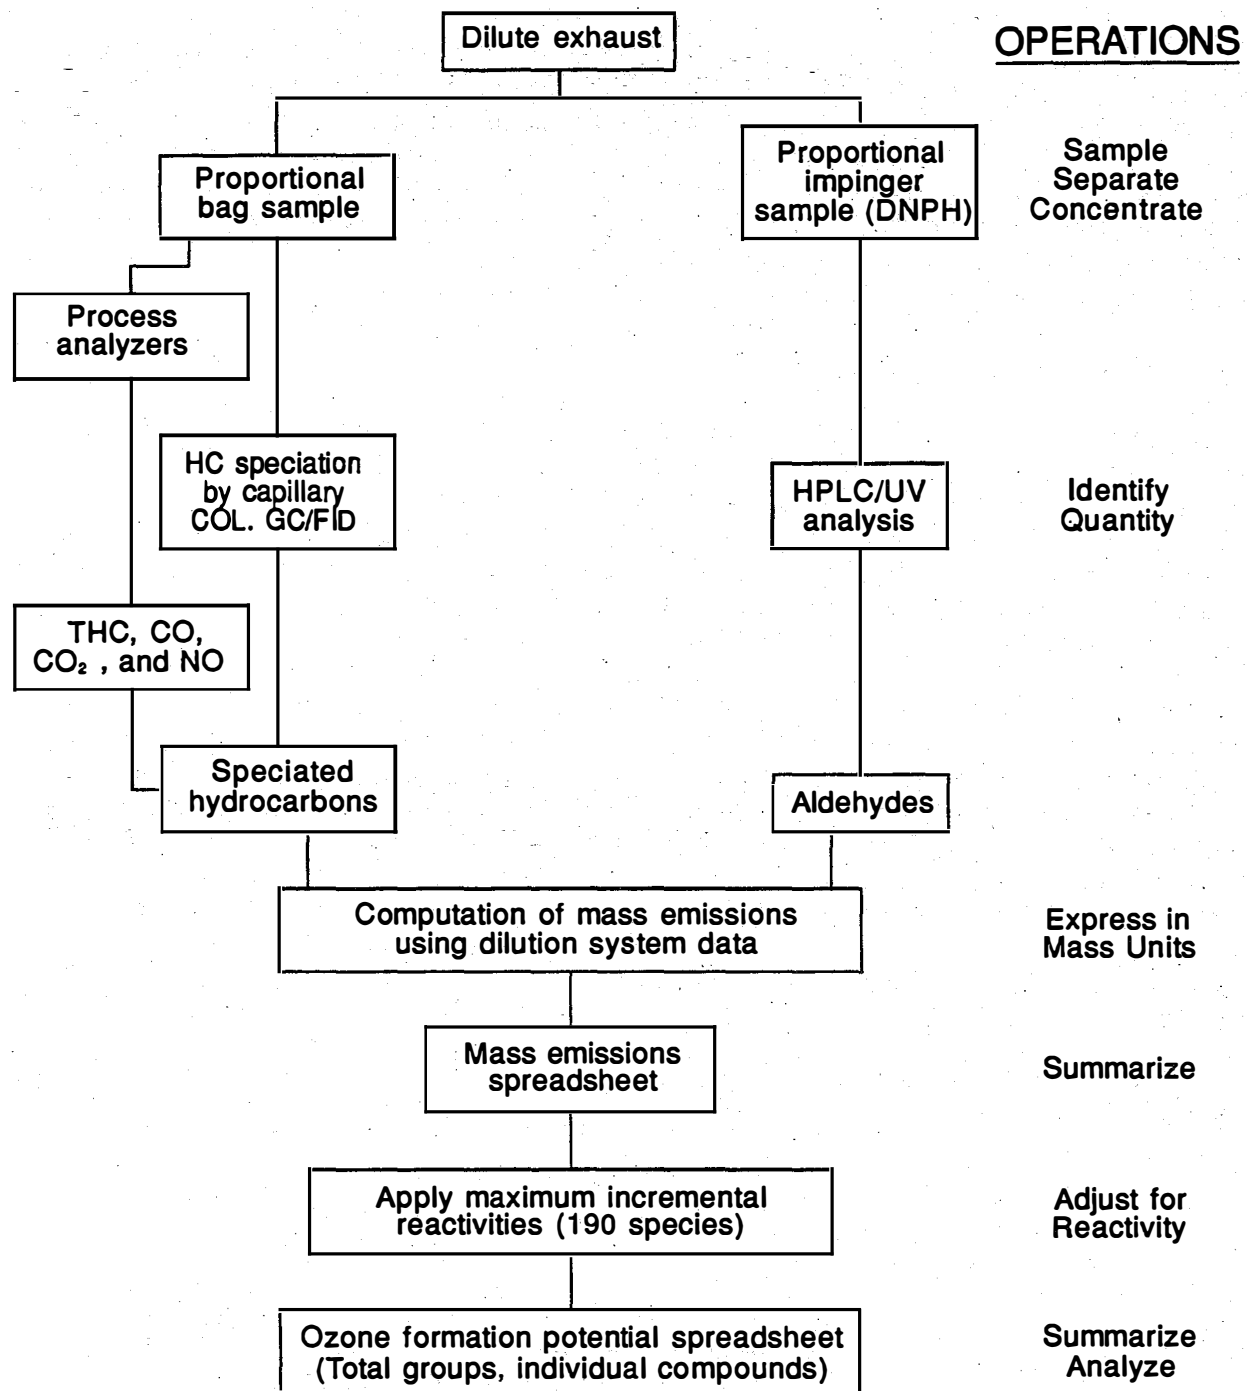 Dilute exhaust
OPERATIONS
Proportional
bag sample
Proportional
impinger
sample (DNPH)
Sample
Separate
Concentrate
Process
analyzers
HC speciation
by capillary
COL. GC/FID
HPLC/UV
analysis
Identify
Quantity
THC, CO,
CO₂ , and NO
Speciated
hydrocarbons
Aldehydes
Computation of mass emissions
using dilution system data
Express in
Mass Units
Mass emissions
spreadsheet
Summarize
Apply maximum incremental
reactivities (190 species)
Adjust for
Reactivity
Ozone formation potential spreadsheet
(Total groups, individual compounds)
Summarize
Analyze